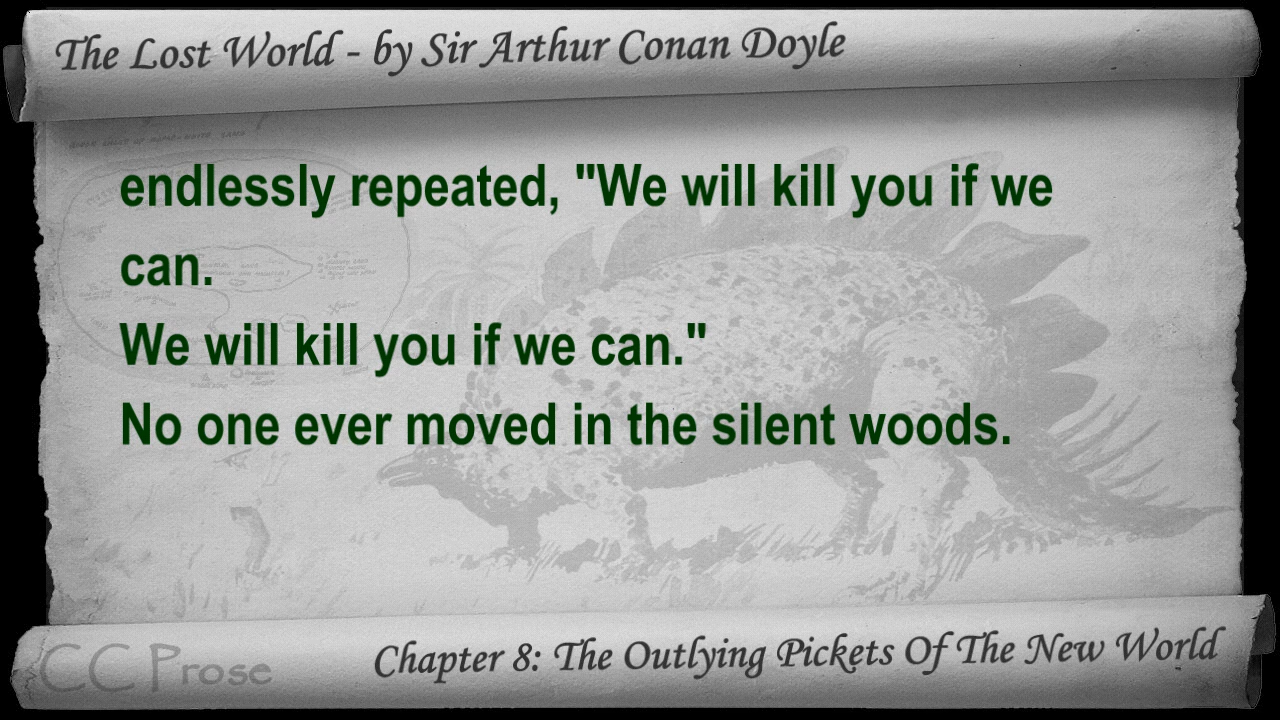 The Lost World - by Sir Arthur Conan Doyle
endlessly repeated, "We will kill you if we
can.
We will kill you if we can."
No one ever moved in the silent woods.
CC Prose
Chapter 8: The Outlying Pickets Of The New World